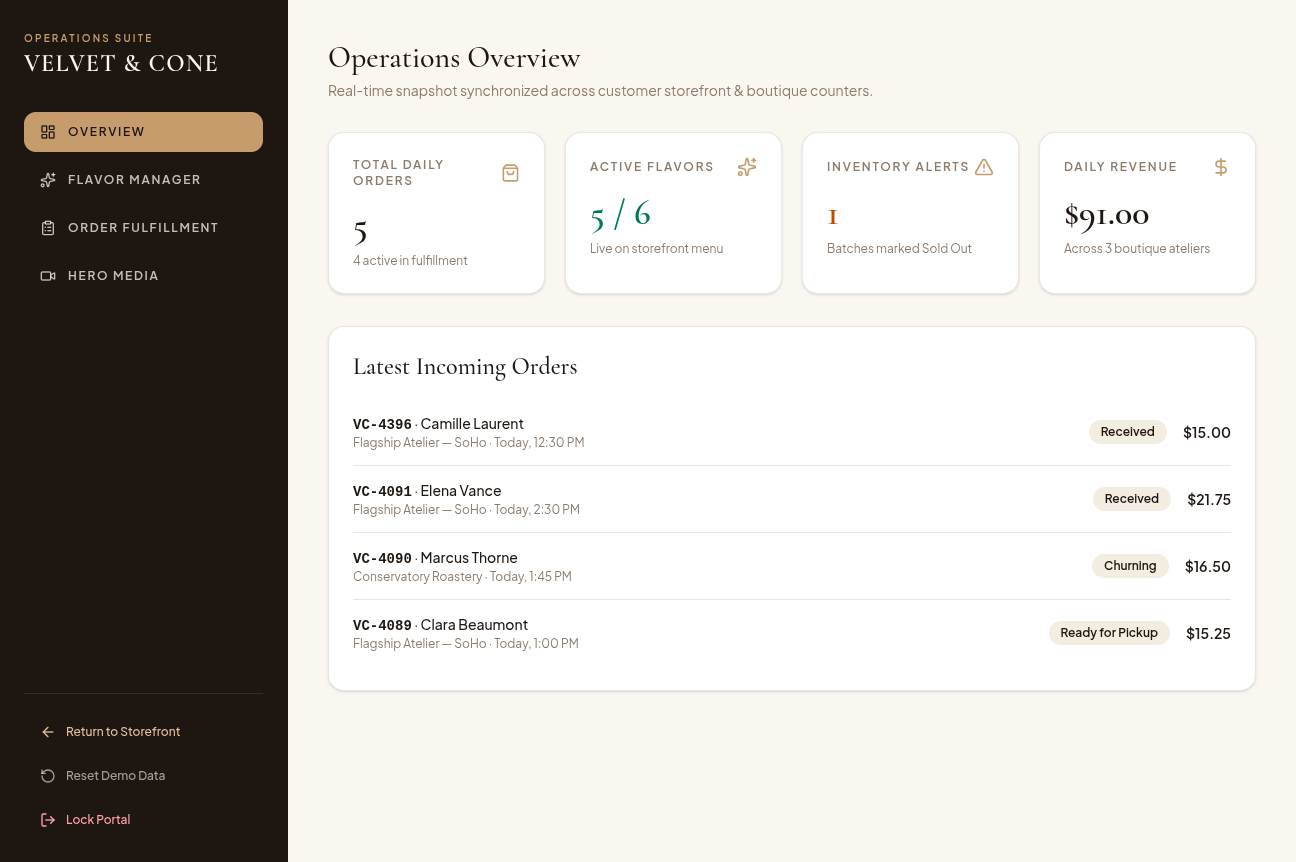 OPERATIONS SUITE
VELVET & CONE
OVERVIEW
FLAVOR MANAGER
ORDER FULFILLMENT
HERO MEDIA
Return to Storefront
Reset Demo Data
Lock Portal
Operations Overview
Real-time snapshot synchronized across customer storefront & boutique counters.
TOTAL DAILY
ORDERS
5
4 active in fulfillment
ACTIVE FLAVORS
5 / 6
Live on storefront menu
INVENTORY ALERTS
1
Batches marked Sold Out
DAILY REVENUE
$91.00
Across 3 boutique ateliers
Latest Incoming Orders
VC-4396 · Camille Laurent
Flagship Atelier — SoHo · Today, 12:30 PM
Received $15.00
VC-4091 · Elena Vance
Flagship Atelier — SoHo · Today, 2:30 PM
Received $21.75
VC-4090 · Marcus Thorne
Conservatory Roastery · Today, 1:45 PM
Churning $16.50
VC-4089 · Clara Beaumont
Flagship Atelier — SoHo · Today, 1:00 PM
Ready for Pickup $15.25